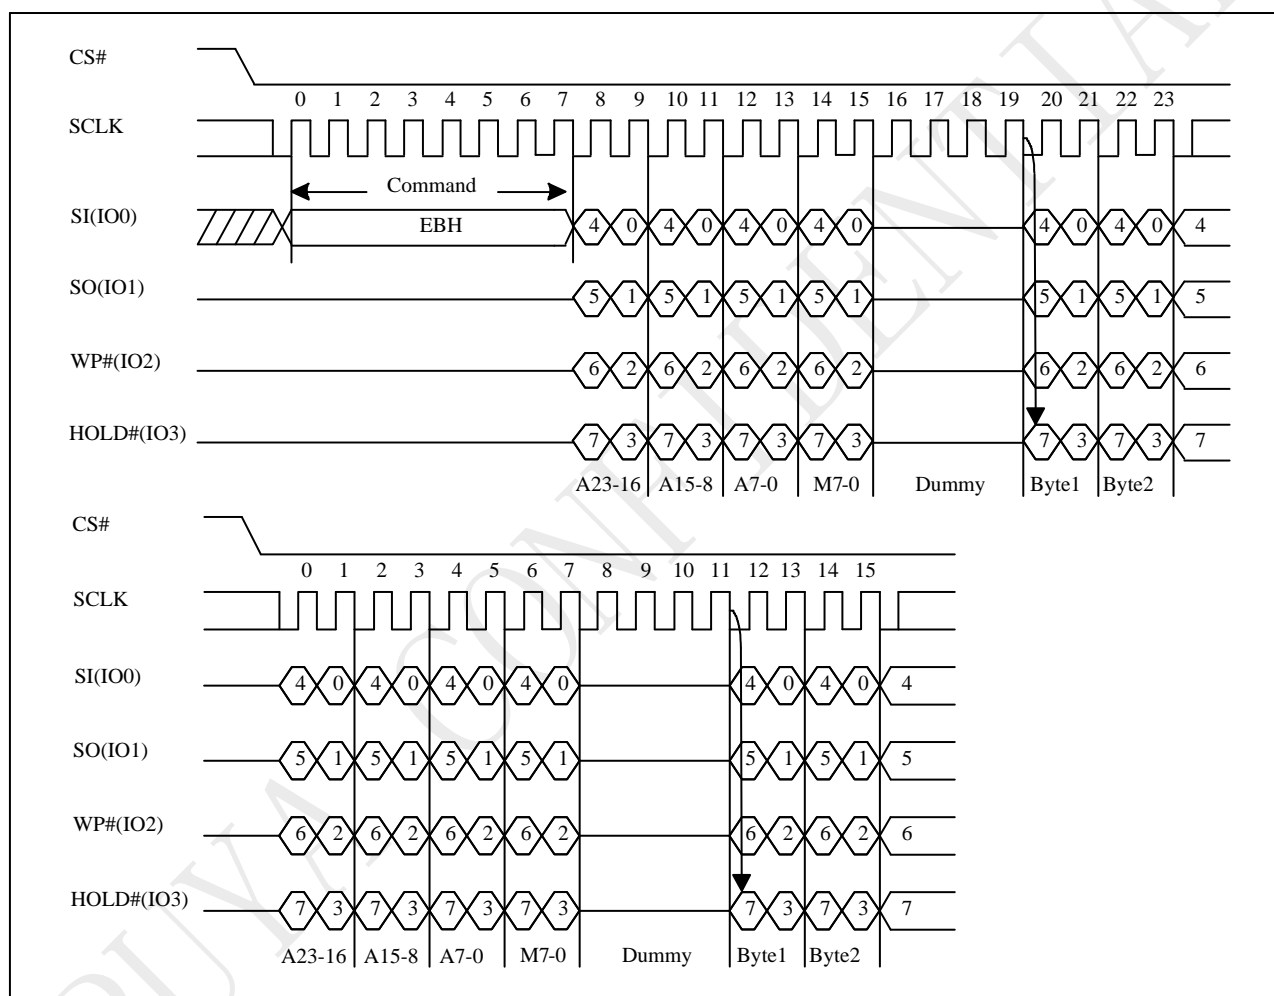 CS#
0 1 2 3 4 5 6 7 8 9 10 11 12 13 14 15 16 17 18 19 20 21 22 23
SCLK
Command
SI(IO0) EBH 4 0 4 0 4 0 4 0 4 0 4 0 4
SO(IO1) 5 1 5 1 5 1 5 1 5 1 5 1 5
WP#(IO2) 6 2 6 2 6 2 6 2 6 2 6 2 6
HOLD#(IO3) 7 3 7 3 7 3 7 3 7 3 7 3 7
A23-16 A15-8 A7-0 M7-0 Dummy Byte1 Byte2
CS#
0 1 2 3 4 5 6 7 8 9 10 11 12 13 14 15
SCLK
SI(IO0) 4 0 4 0 4 0 4 0 4 0 4 0 4
SO(IO1) 5 1 5 1 5 1 5 1 5 1 5 1 5
WP#(IO2) 6 2 6 2 6 2 6 2 6 2 6 2 6
HOLD#(IO3) 7 3 7 3 7 3 7 3 7 3 7 3 7
A23-16 A15-8 A7-0 M7-0 Dummy Byte1 Byte2
PUYA CONFIDENTIAL